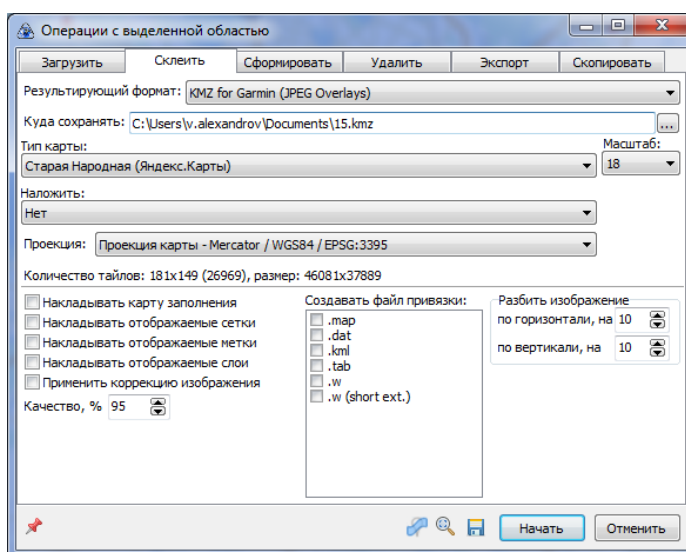 Операции с выделенной областью
Загрузить Склеить Сформировать Удалить Экспорт Скопировать
Результирующий формат: KMZ for Garmin (JPEG Overlays)
Куда сохранять: C:\Users\v.alexandrov\Documents\15.kmz ...
Тип карты: Масштаб:
Старая Народная (Яндекс.Карты) 18
Наложить:
Нет
Проекция: Проекция карты - Mercator / WGS84 / EPSG:3395
Количество тайлов: 181x149 (26969), размер: 46081x37889
Накладывать карту заполнения
Накладывать отображаемые сетки
Накладывать отображаемые метки
Накладывать отображаемые слои
Применить коррекцию изображения
Качество, % 95
Создавать файл привязки:
.map
.dat
.kml
.tab
.w
.w (short ext.)
Разбить изображение
по горизонтали, на 10
по вертикали, на 10
Начать Отменить